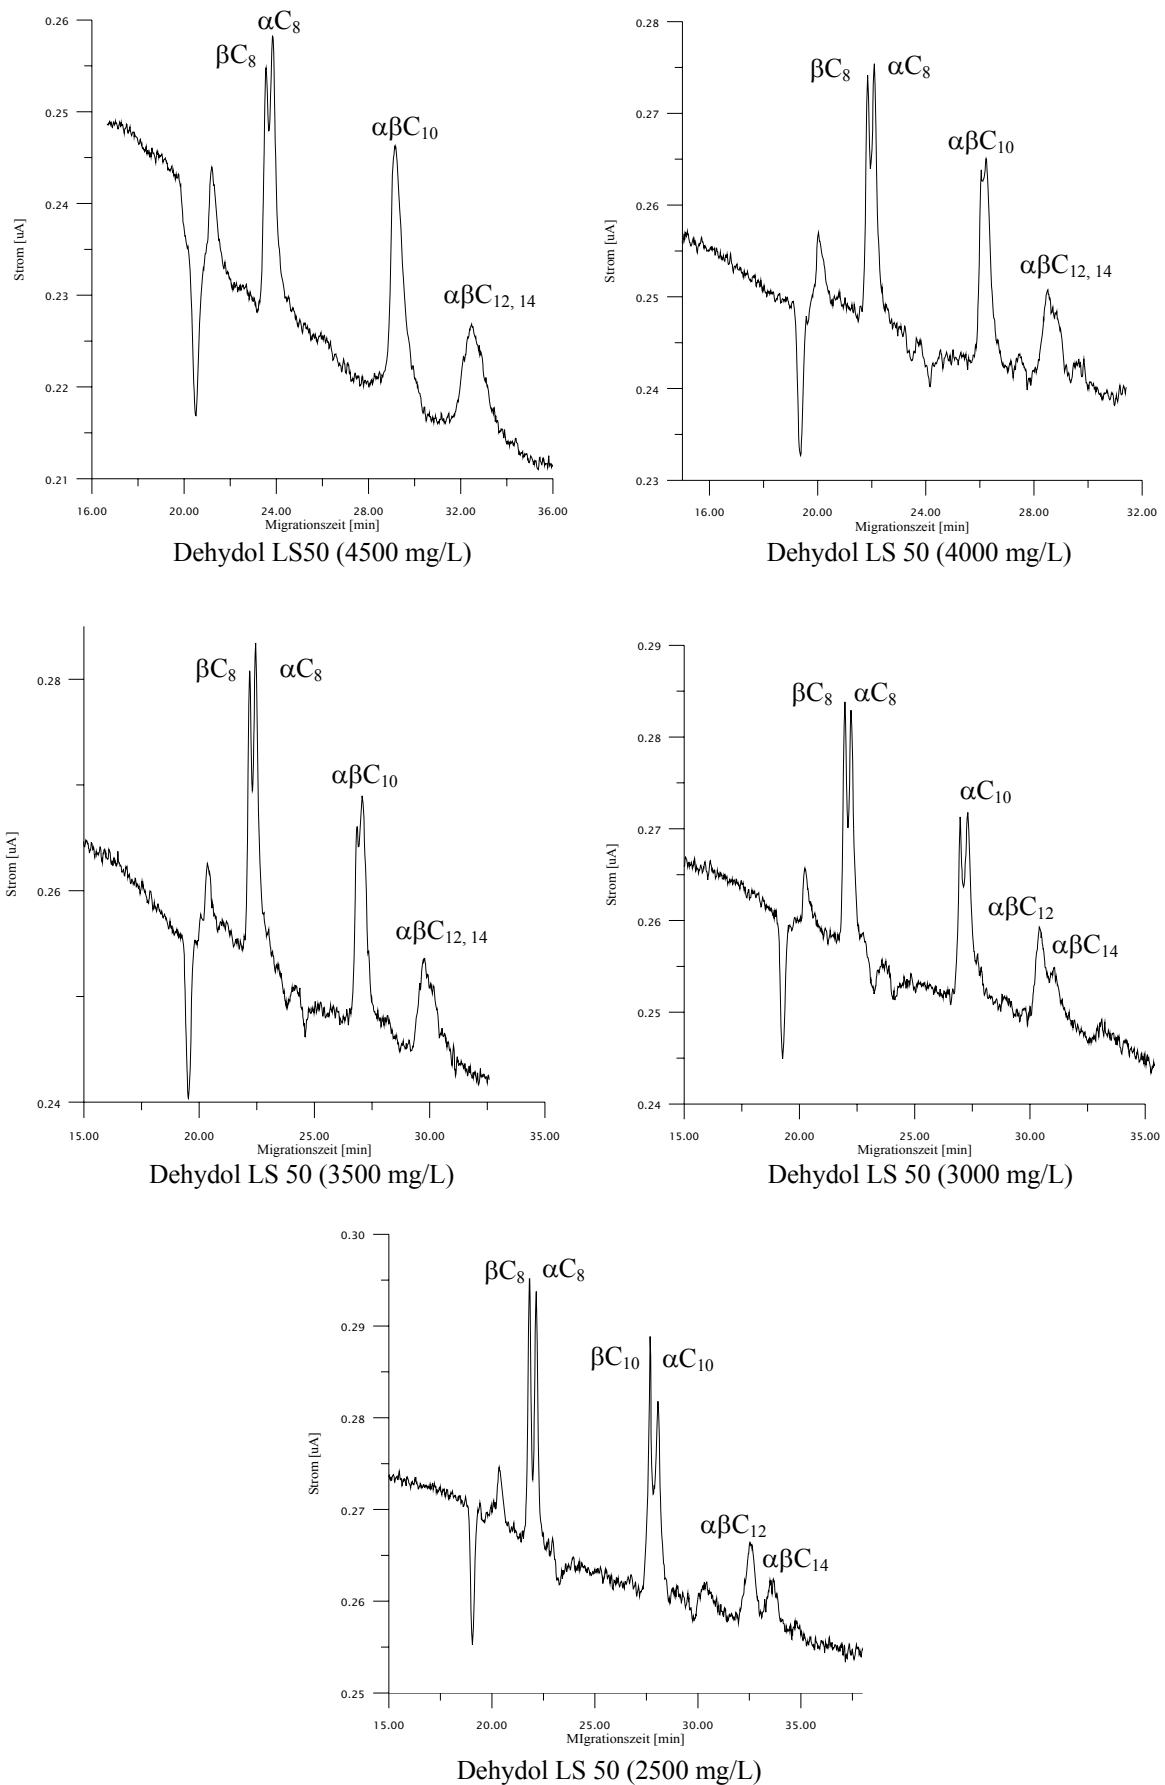 0.26
0.25
0.24
0.23
0.22
0.21
Strom [uA]
βC8
αC8
αβC10
αβC12, 14
16.00 20.00 24.00 28.00 32.00 36.00
Migrationszeit [min]
Dehydol LS50 (4500 mg/L)
0.28
0.27
0.26
0.25
0.24
0.23
Strom [uA]
βC8
αC8
αβC10
αβC12, 14
16.00 20.00 24.00 28.00 32.00
Migrationszeit [min]
Dehydol LS 50 (4000 mg/L)
0.28
0.26
0.24
Strom [uA]
βC8
αC8
αβC10
αβC12, 14
15.00 20.00 25.00 30.00 35.00
Migrationszeit [min]
Dehydol LS 50 (3500 mg/L)
0.29
0.28
0.27
0.26
0.25
0.24
Strom [uA]
βC8
αC8
αC10
αβC12
αβC14
15.00 20.00 25.00 30.00 35.00
Migrationszeit [min]
Dehydol LS 50 (3000 mg/L)
0.30
0.29
0.28
0.27
0.26
0.25
Strom [uA]
βC8
αC8
βC10
αC10
αβC12
αβC14
15.00 20.00 25.00 30.00 35.00
MIgrationszeit [min]
Dehydol LS 50 (2500 mg/L)